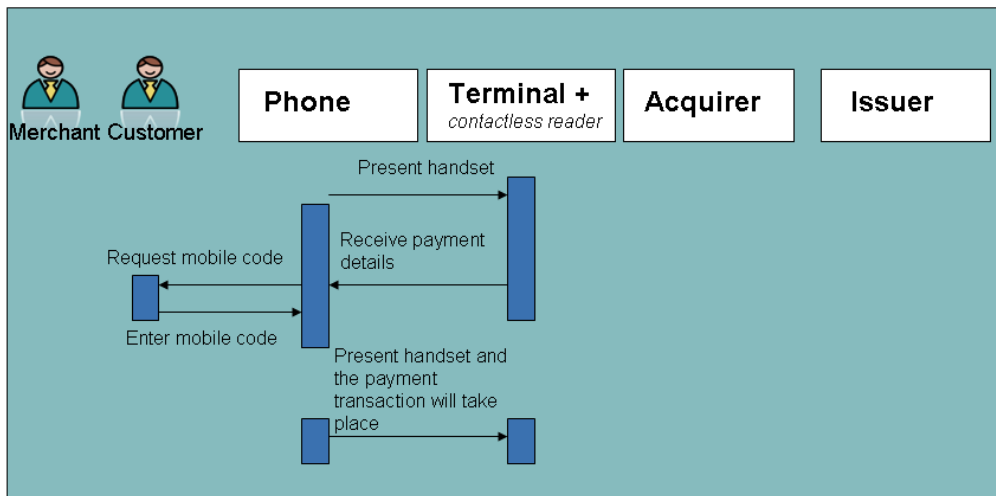 Merchant Customer
Phone
Terminal +
contactless reader
Acquirer
Issuer
Present handset
Receive payment
details
Request mobile code
Enter mobile code
Present handset and
the payment
transaction will take
place